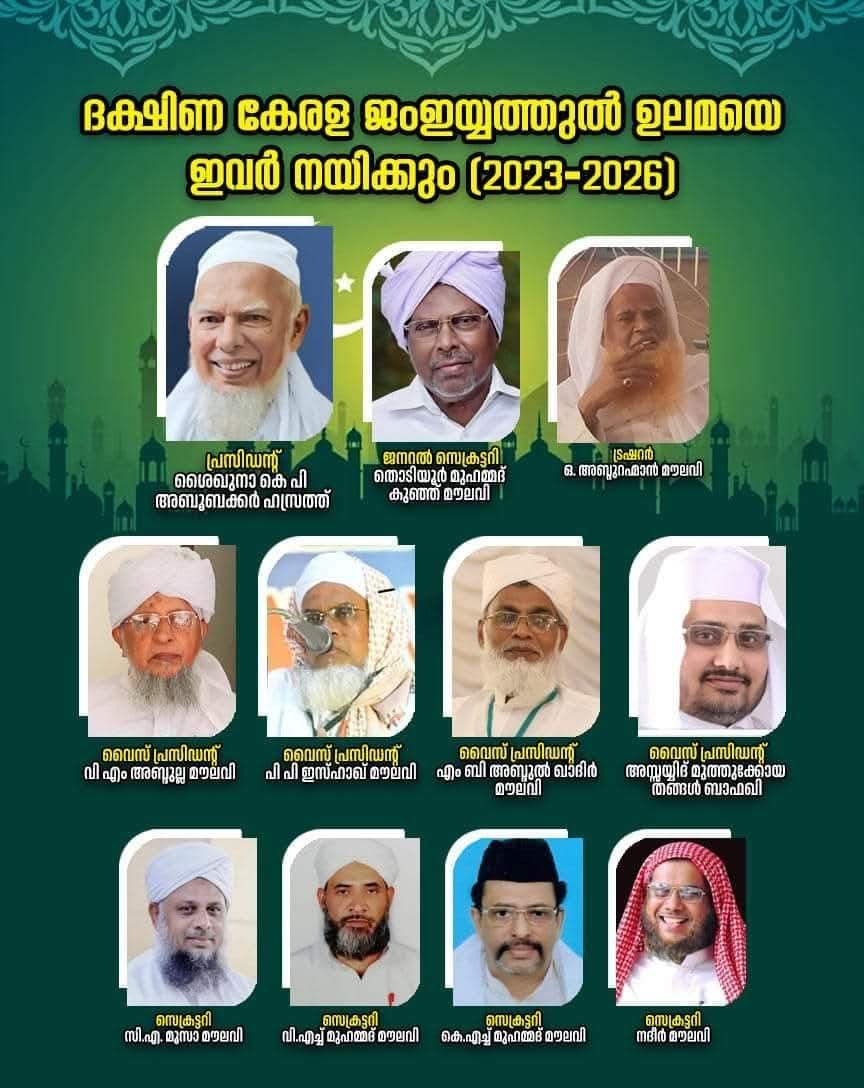 ദക്ഷിണ കേരള ജംഇയ്യത്തുൽ ഉലമയെ
ഇവർ നയിക്കും (2023-2026)
പ്രസിഡന്റ്
ശൈഖുനാ കെ പി
അബൂബക്കർ ഹസ്രത്ത്
ജനറൽ സെക്രട്ടറി
തൊടിയൂർ മുഹമ്മദ്
കുഞ്ഞ് മൗലവി
ട്രഷറർ
ഒ. അബ്ദുറഹ്മാൻ മൗലവി
വൈസ് പ്രസിഡന്റ്
വി എം അബ്ദുല്ല മൗലവി
വൈസ് പ്രസിഡന്റ്
പി പി ഇസ്ഹാഖ് മൗലവി
വൈസ് പ്രസിഡന്റ്
എം ബി അബ്ദുൽ ഖാദിർ
മൗലവി
വൈസ് പ്രസിഡന്റ്
അസ്സയ്യിദ് മുത്തുക്കോയ
തങ്ങൾ ബാഫഖി
സെക്രട്ടറി
സി.എ. മൂസാ മൗലവി
സെക്രട്ടറി
വി.എച്ച് മുഹമ്മദ് മൗലവി
സെക്രട്ടറി
കെ.എച്ച് മുഹമ്മദ് മൗലവി
സെക്രട്ടറി
നദീർ മൗലവി